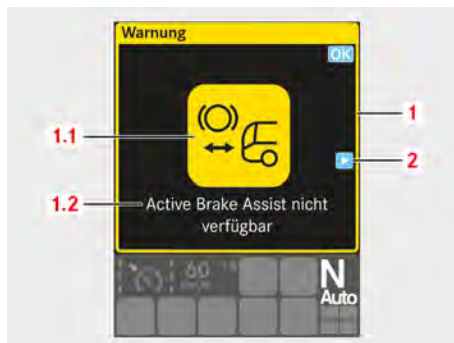 Warnung
OK
1
1.1
2
1.2
Active Brake Assist nicht
verfügbar
60
N
Auto